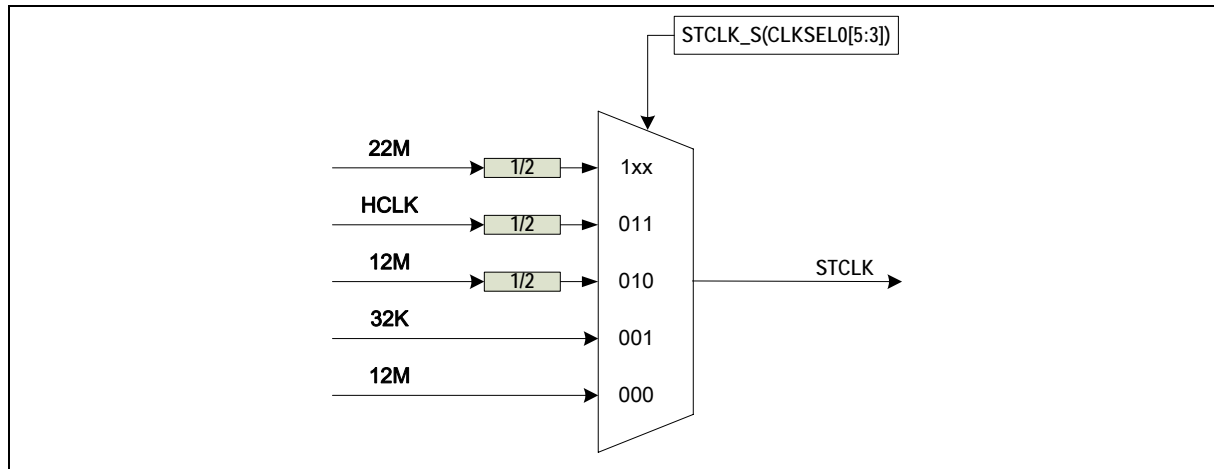 STCLK_S(CLKSEL0[5:3])
22M
1/2
1xx
HCLK
1/2
011
12M
1/2
010
STCLK
32K
001
12M
000